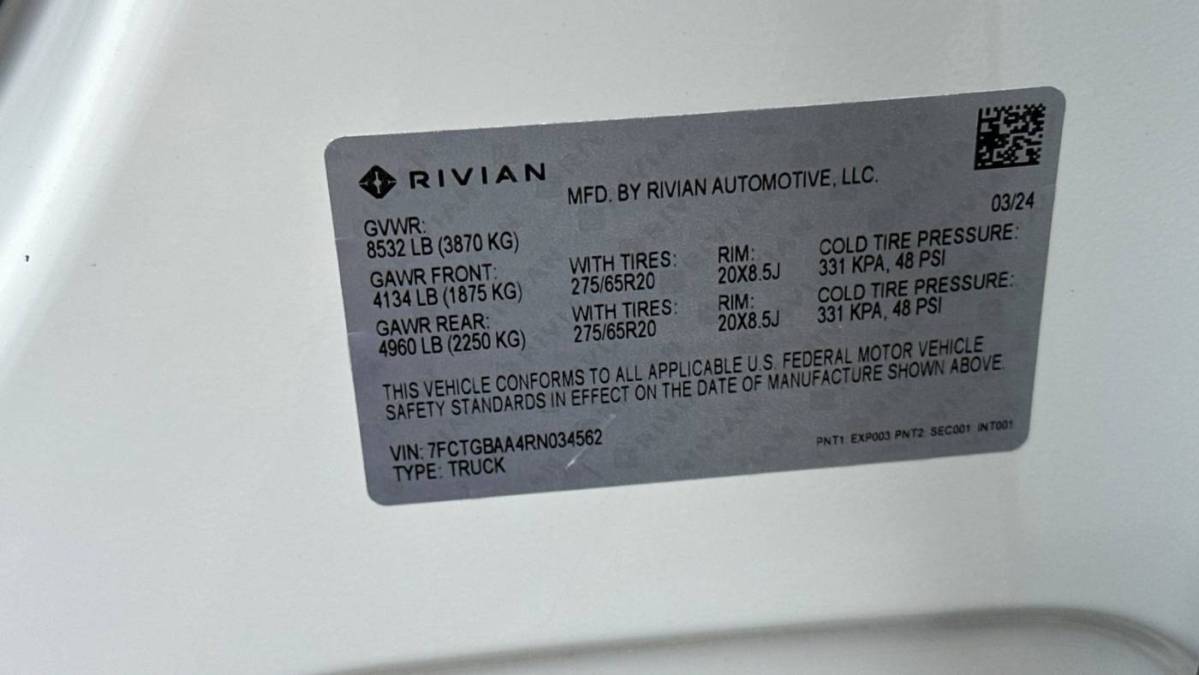 RIVIAN
MFD. BY RIVIAN AUTOMOTIVE, LLC.
03/24
GVWR:
8532 LB (3870 KG)
GAWR FRONT: WITH TIRES: RIM: COLD TIRE PRESSURE:
4134 LB (1875 KG) 275/65R20 20X8.5J 331 KPA, 48 PSI
GAWR REAR: WITH TIRES: RIM: COLD TIRE PRESSURE:
4960 LB (2250 KG) 275/65R20 20X8.5J 331 KPA, 48 PSI
THIS VEHICLE CONFORMS TO ALL APPLICABLE U.S. FEDERAL MOTOR VEHICLE
SAFETY STANDARDS IN EFFECT ON THE DATE OF MANUFACTURE SHOWN ABOVE.
VIN: 7FCTGBAA4RN034562
TYPE: TRUCK
PNT1 EXP003 PNT2 SEC001 INT001